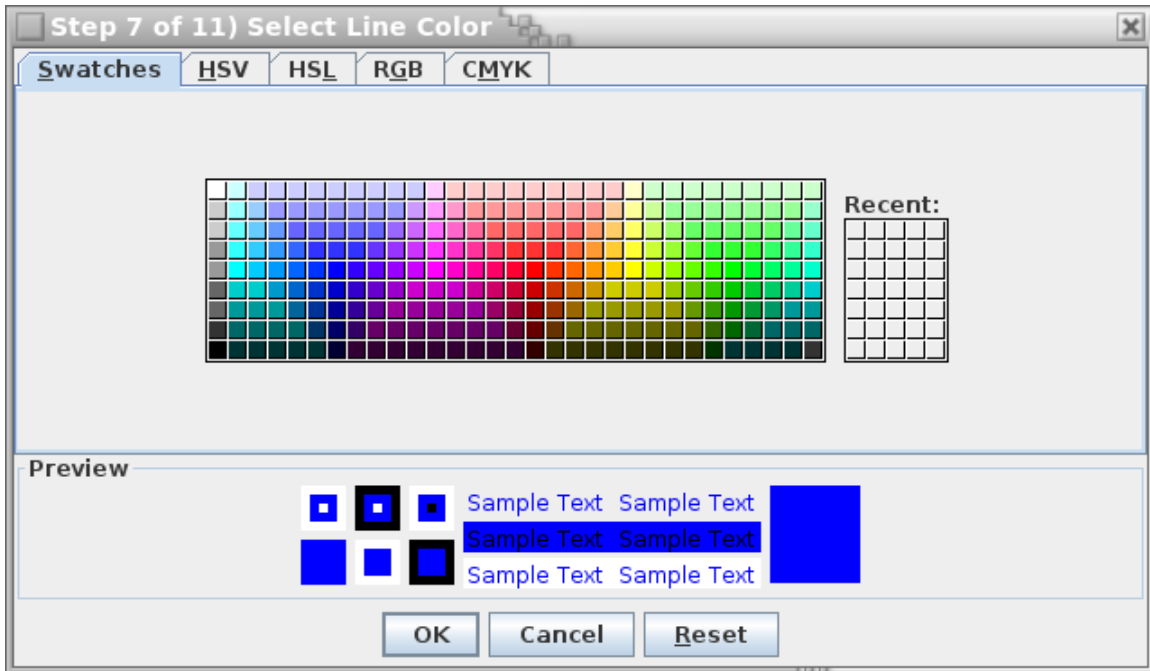 Step 7 of 11) Select Line Color
Swatches HSV HSL RGB CMYK
Recent:
Preview
Sample Text Sample Text
Sample Text Sample Text
Sample Text Sample Text
OK Cancel Reset